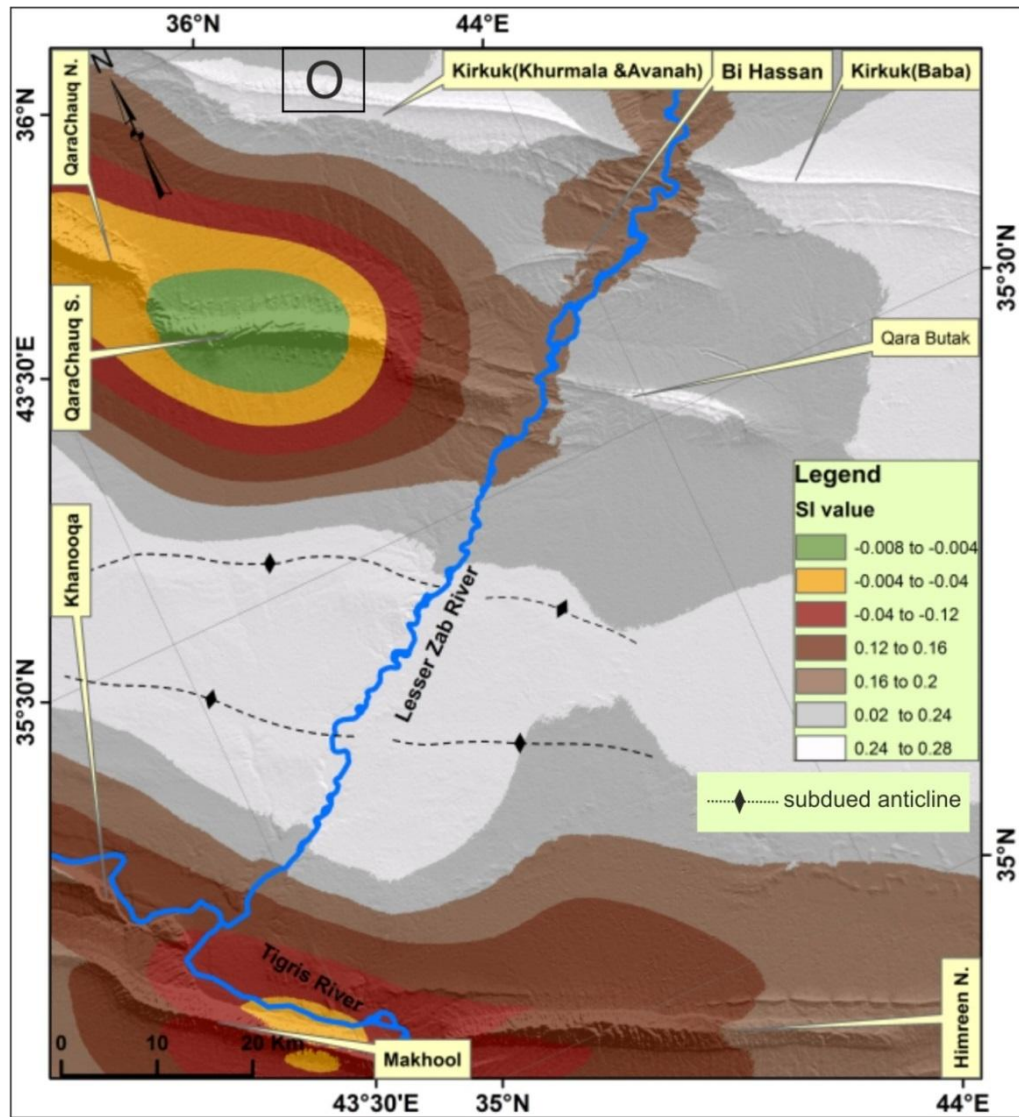 36°N
44°E
O
Kirkuk(Khurmala &Avanah)
Bi Hassan
Kirkuk(Baba)
N
36°N
QaraChauq N.
35°30'N
QaraChauq S.
Qara Butak
43°30'E
Legend
SI value
-0.008 to -0.004
-0.004 to -0.04
-0.04 to -0.12
0.12 to 0.16
0.16 to 0.2
0.02 to 0.24
0.24 to 0.28
Khanooqa
Lesser Zab River
35°30'N
subdued anticline
35°N
Tigris River
Himreen N.
0 10 20 Km
Makhool
43°30'E
35°N
44°E